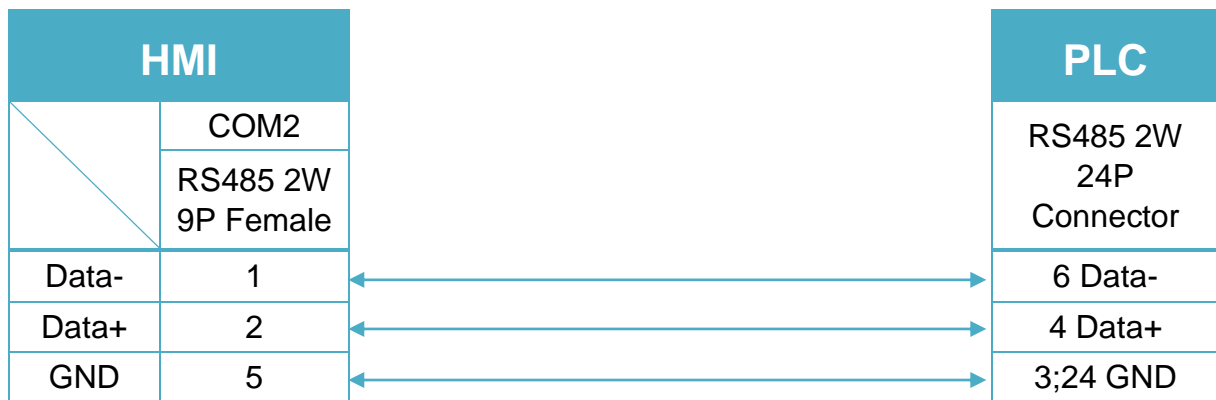 HMI
PLC
COM2
RS485 2W
9P Female
RS485 2W
24P
Connector
Data-
1
6 Data-
Data+
2
4 Data+
GND
5
3;24 GND